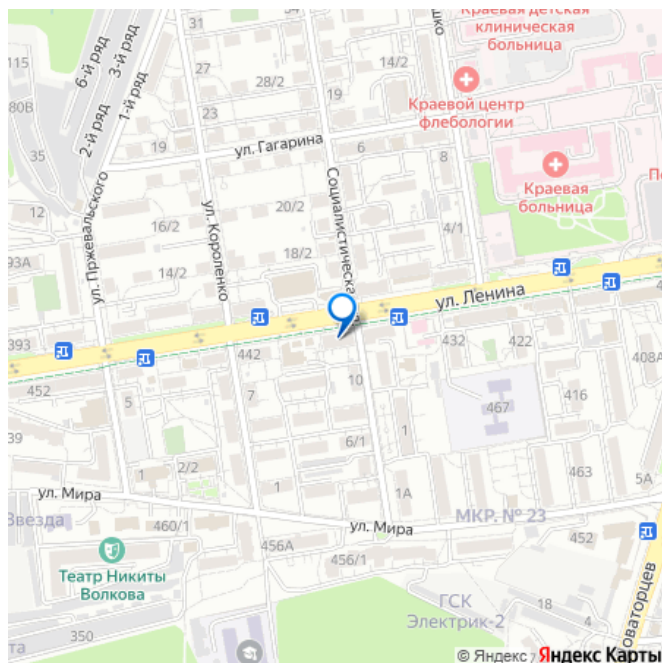 31
Краевая детская
клиническая
больница
6-й ряд
3-й ряд
115
27
28/2
19
14/2
80В
2-й ряд
1-й ряд
23
Краевой центр
флебологии
35
19
ул. Гагарина
6
8
Краевая
больница
12
16/2
20/2
Социалистическая
4/1
ул. Пржевальского
14/2
ул. Короленко
18/2
ул. Ленина
393
442
432
422
408А
452
5
7
10
467
416
39
6/1
1
2/2
463
1
ул. Мира
1
1А
МКР. № 23
5А
Звезда
460/1
ул. Мира
452
456А
456/1
Театр Никиты
Волкова
ГСК
Электрик-2
18
4
350
© Яндекс
Яндекс Карты